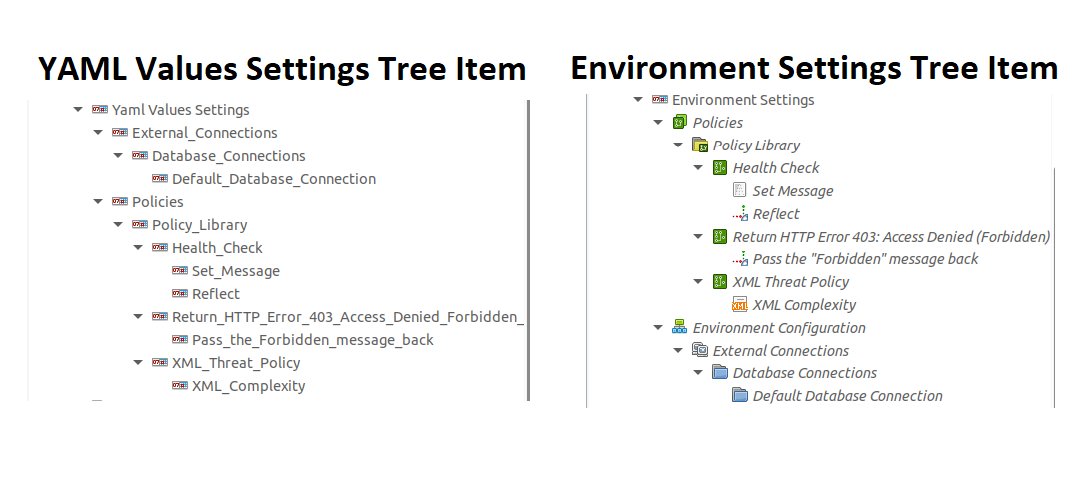 YAML Values Settings Tree Item
Yaml Values Settings
External_Connections
Database_Connections
Default_Database_Connection
Policies
Policy_Library
Health_Check
Set_Message
Reflect
Return_HTTP_Error_403_Access_Denied_Forbidden_
Pass_the_Forbidden_message_back
XML_Threat_Policy
XML_Complexity
Environment Settings Tree Item
Environment Settings
Policies
Policy Library
Health Check
Set Message
Reflect
Return HTTP Error 403: Access Denied (Forbidden)
Pass the "Forbidden" message back
XML Threat Policy
XML Complexity
Environment Configuration
External Connections
Database Connections
Default Database Connection